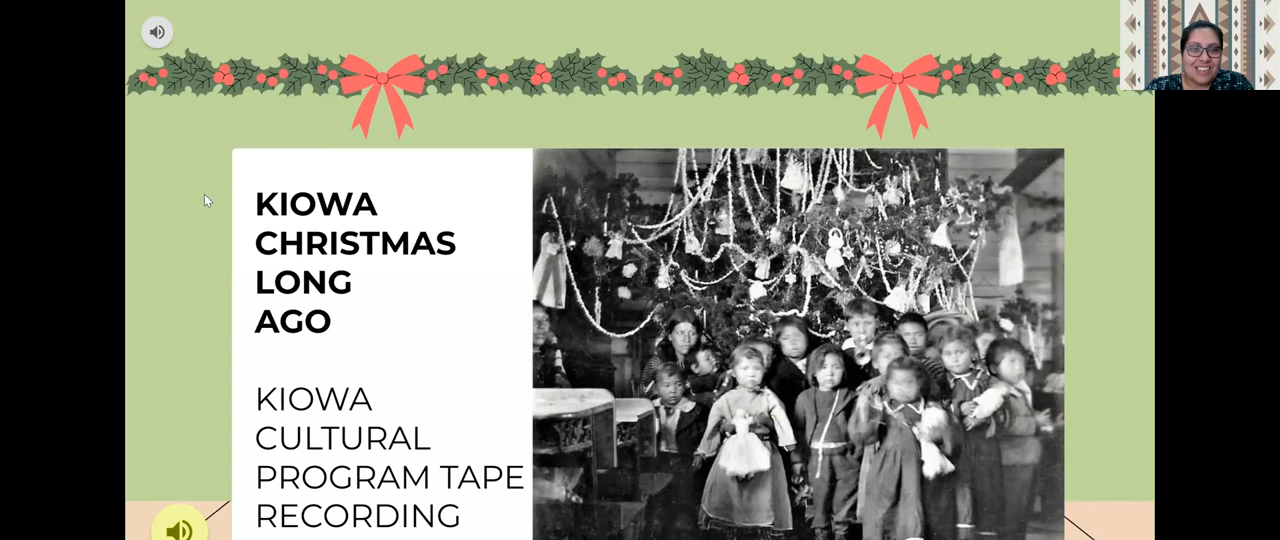 KIOWA
CHRISTMAS
LONG
AGO
KIOWA
CULTURAL
PROGRAM TAPE
RECORDING